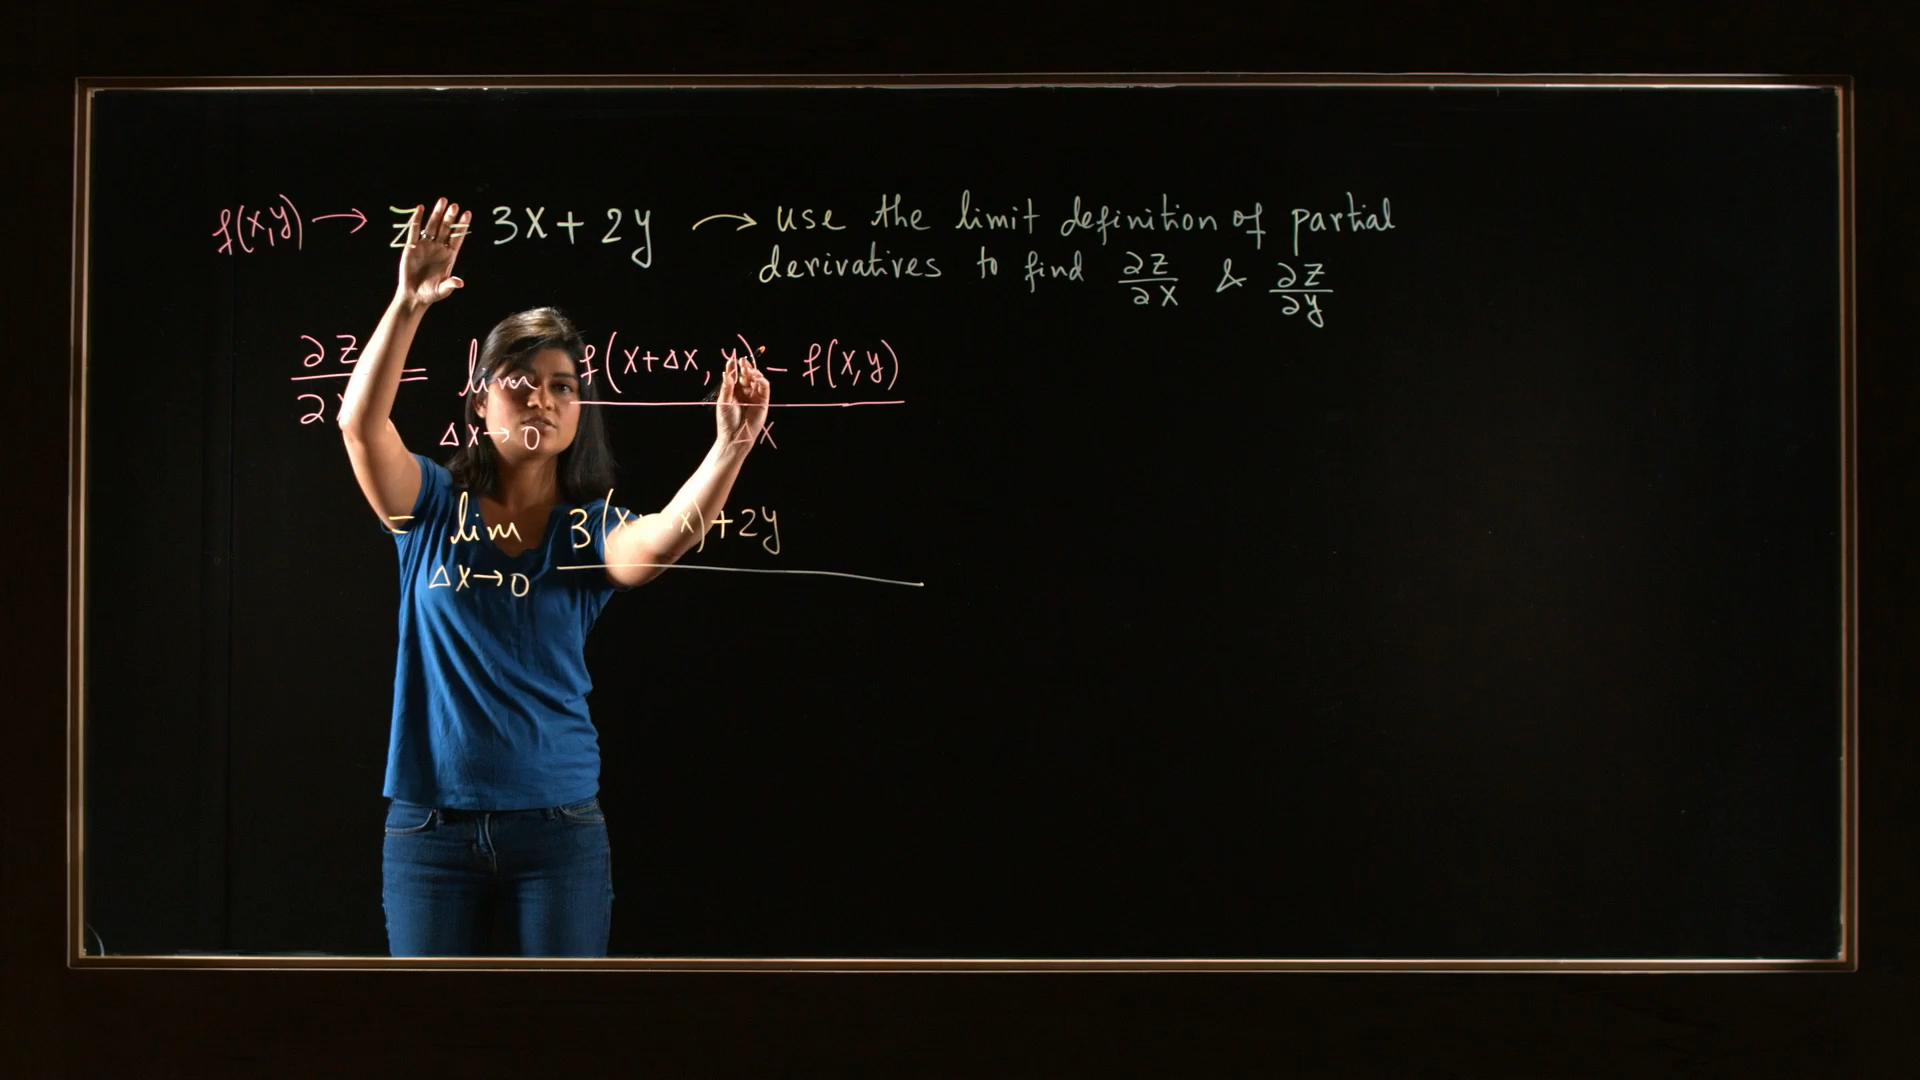 f(x,y) → z = 3x + 2y → use the limit definition of partial
derivatives to find ∂z/∂x & ∂z/∂y
∂z/∂x = lim Δx→0 f(x+Δx, y) - f(x,y) / Δx
= lim Δx→0 3(x+Δx)+2y